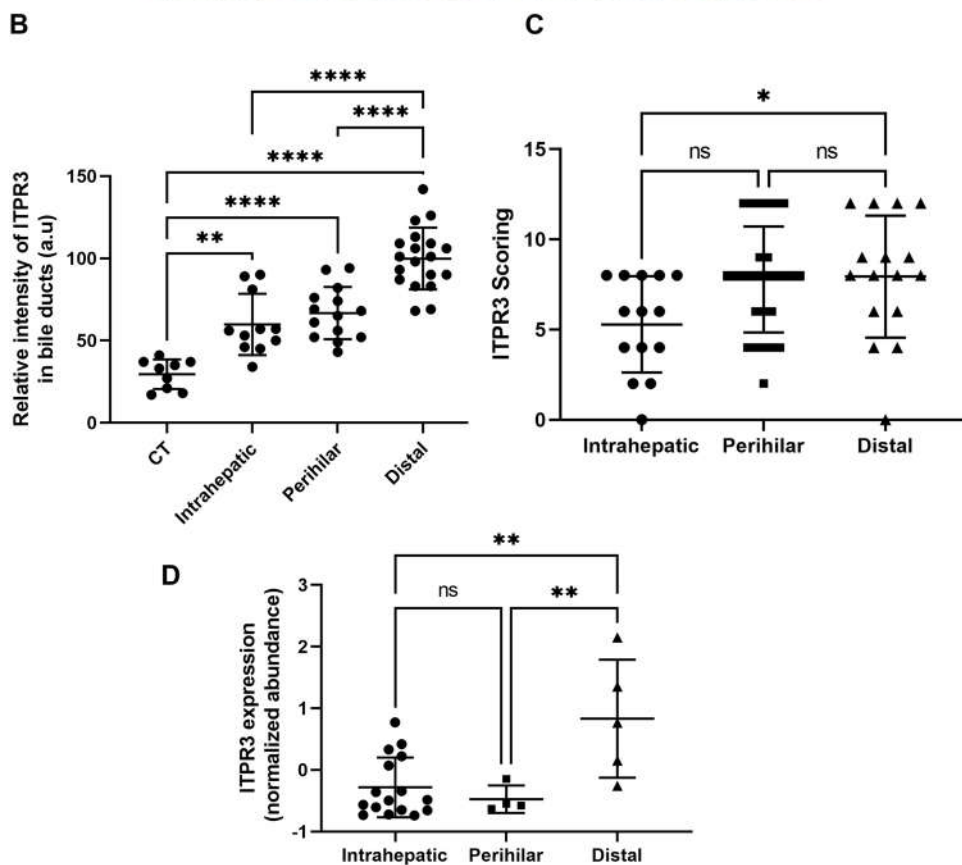 B
****
****
****
****
**
Relative intensity of ITPR3
in bile ducts (a.u)
150
100
50
0
CT
Intrahepatic
Perihilar
Distal
C
*
ns
ns
ITPR3 Scoring
15
10
5
0
Intrahepatic
Perihilar
Distal
D
**
ns
**
ITPR3 expression
(normalized abundance)
3
2
1
0
-1
Intrahepatic
Perihilar
Distal